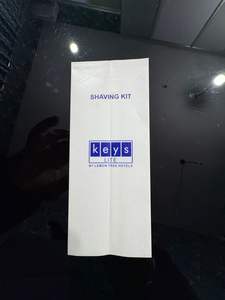 SHAVING KIT
keys
LITE
BY LEMON TREE HOTELS